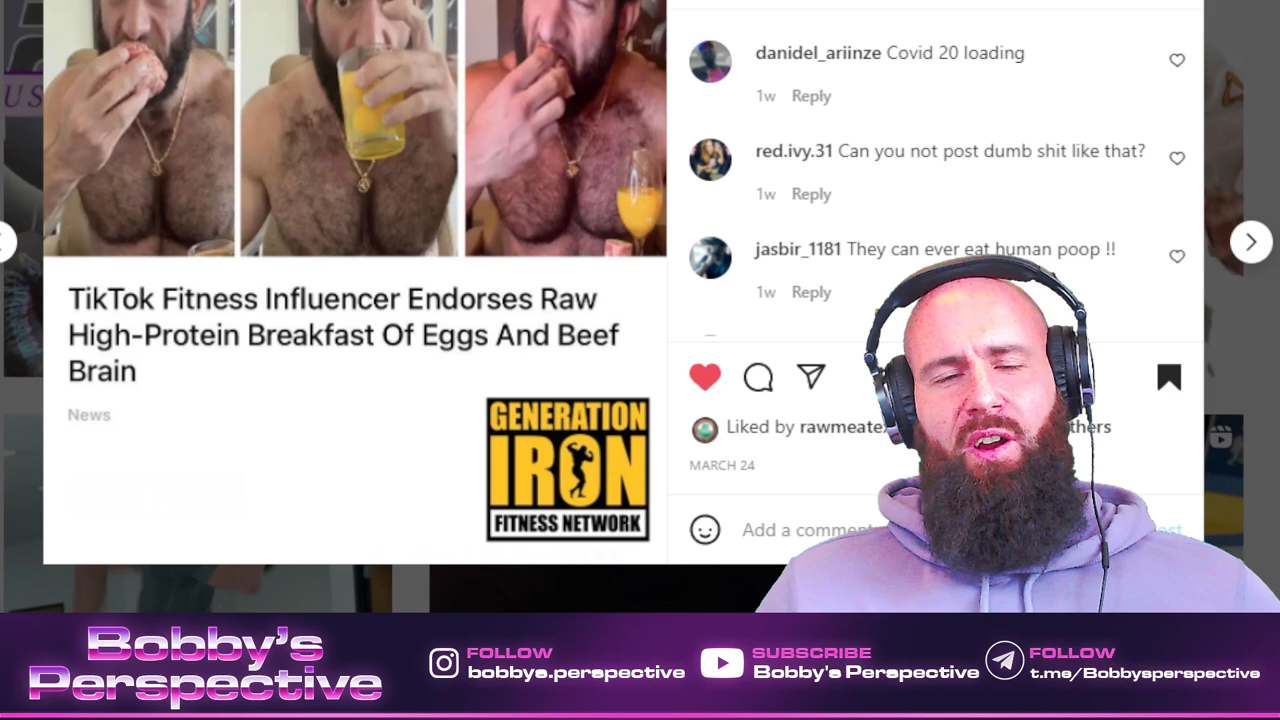 US
danidel_ariinze Covid 20 loading
1w Reply
red.ivy.31 Can you not post dumb shit like that?
1w Reply
jasbir_1181 They can ever eat human poop !!
1w Reply
TikTok Fitness Influencer Endorses Raw
High-Protein Breakfast Of Eggs And Beef
Brain
News
GENERATION
IRON
FITNESS NETWORK
Liked by rawmeate thers
MARCH 24
Add a comment
Bobby's
Perspective
FOLLOW
bobbys.perspective
SUBSCRIBE
Bobby's Perspective
FOLLOW
t.me/Bobbysperspective